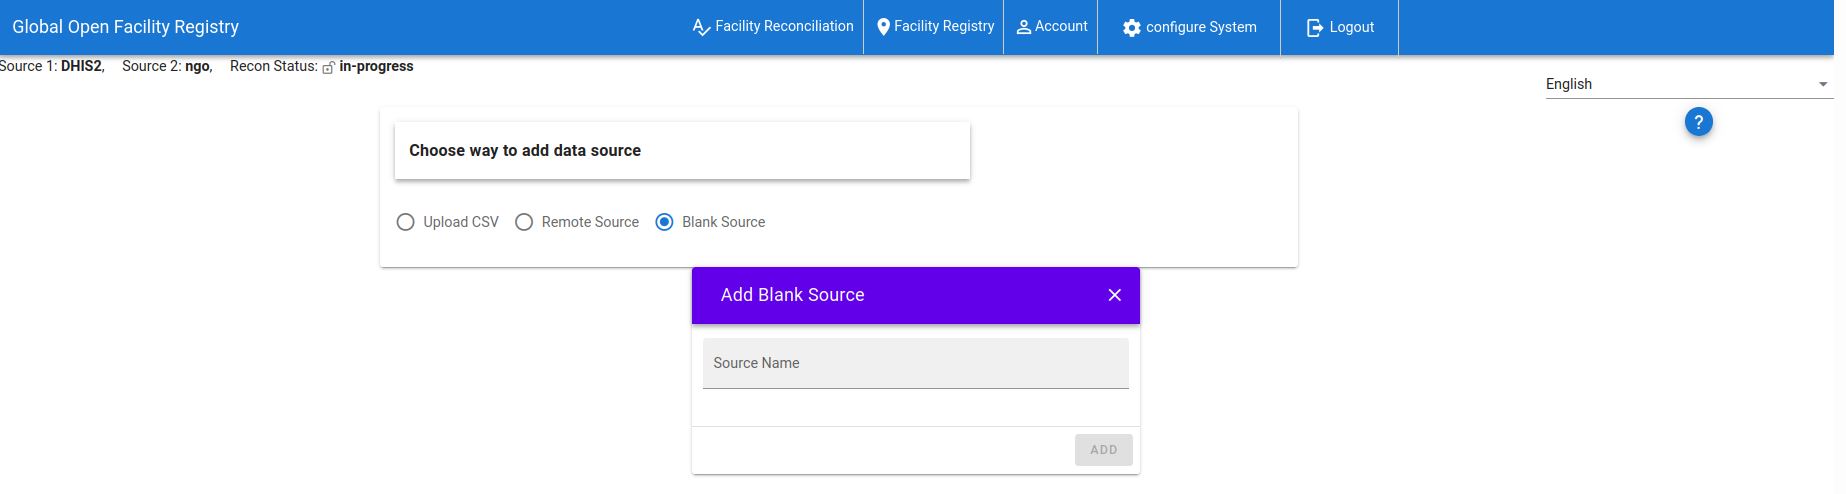 Global Open Facility Registry
Facility Reconciliation
Facility Registry
Account
configure System
Logout
Source 1: DHIS2, Source 2: ngo, Recon Status: in-progress
English
?
Choose way to add data source
Upload CSV
Remote Source
Blank Source
Add Blank Source
Source Name
ADD